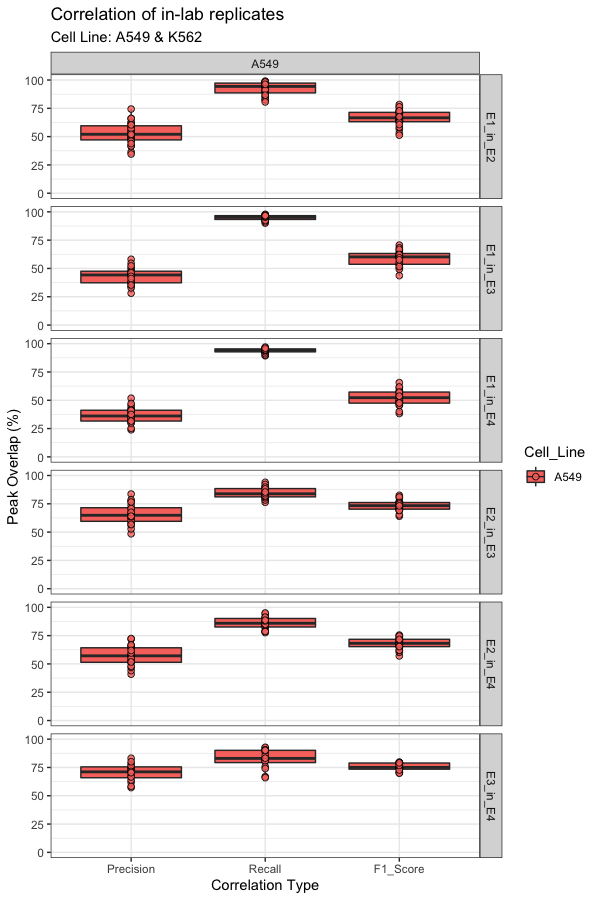 Correlation of in-lab replicates
Cell Line: A549 & K562
A549
100
75
50
25
0
E1_in_E2
100
75
50
25
0
E1_in_E3
100
75
50
25
0
E1_in_E4
100
75
50
25
0
E2_in_E3
100
75
50
25
0
E2_in_E4
100
75
50
25
0
E3_in_E4
Peak Overlap (%)
Precision
Recall
F1_Score
Correlation Type
Cell_Line
A549